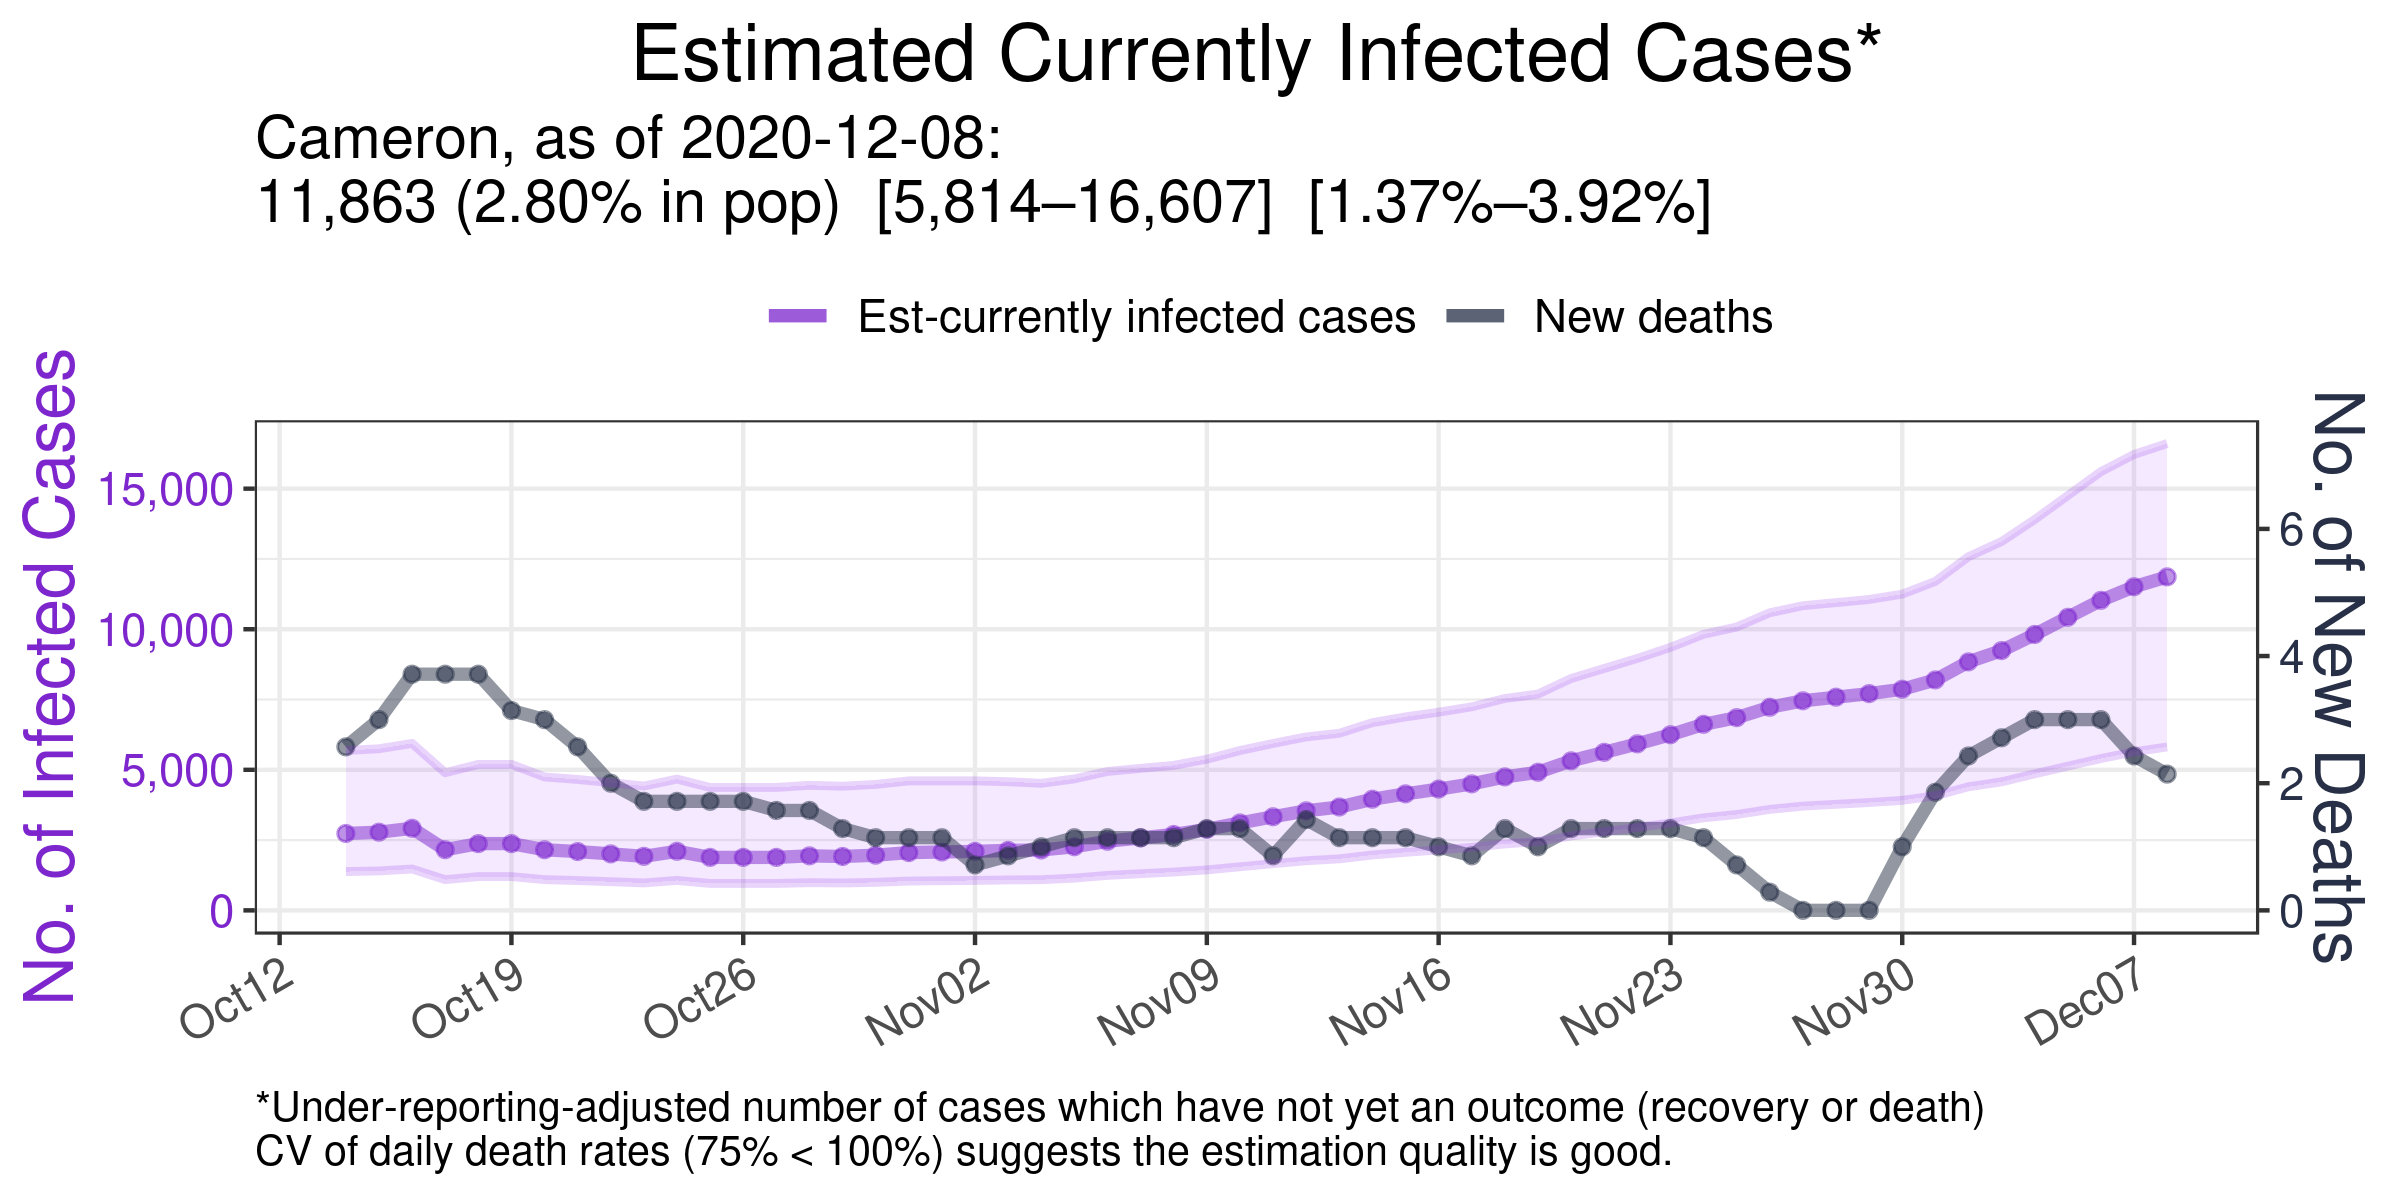 Estimated Currently Infected Cases*
Cameron, as of 2020-12-08:
11,863 (2.80% in pop)  [5,814–16,607]  [1.37%–3.92%]
Est-currently infected cases
New deaths
No. of Infected Cases
15,000
10,000
5,000
0
6
4
2
0
No. of New Deaths
Oct12
Oct19
Oct26
Nov02
Nov09
Nov16
Nov23
Nov30
Dec07
*Under-reporting-adjusted number of cases which have not yet an outcome (recovery or death)
CV of daily death rates (75% < 100%) suggests the estimation quality is good.